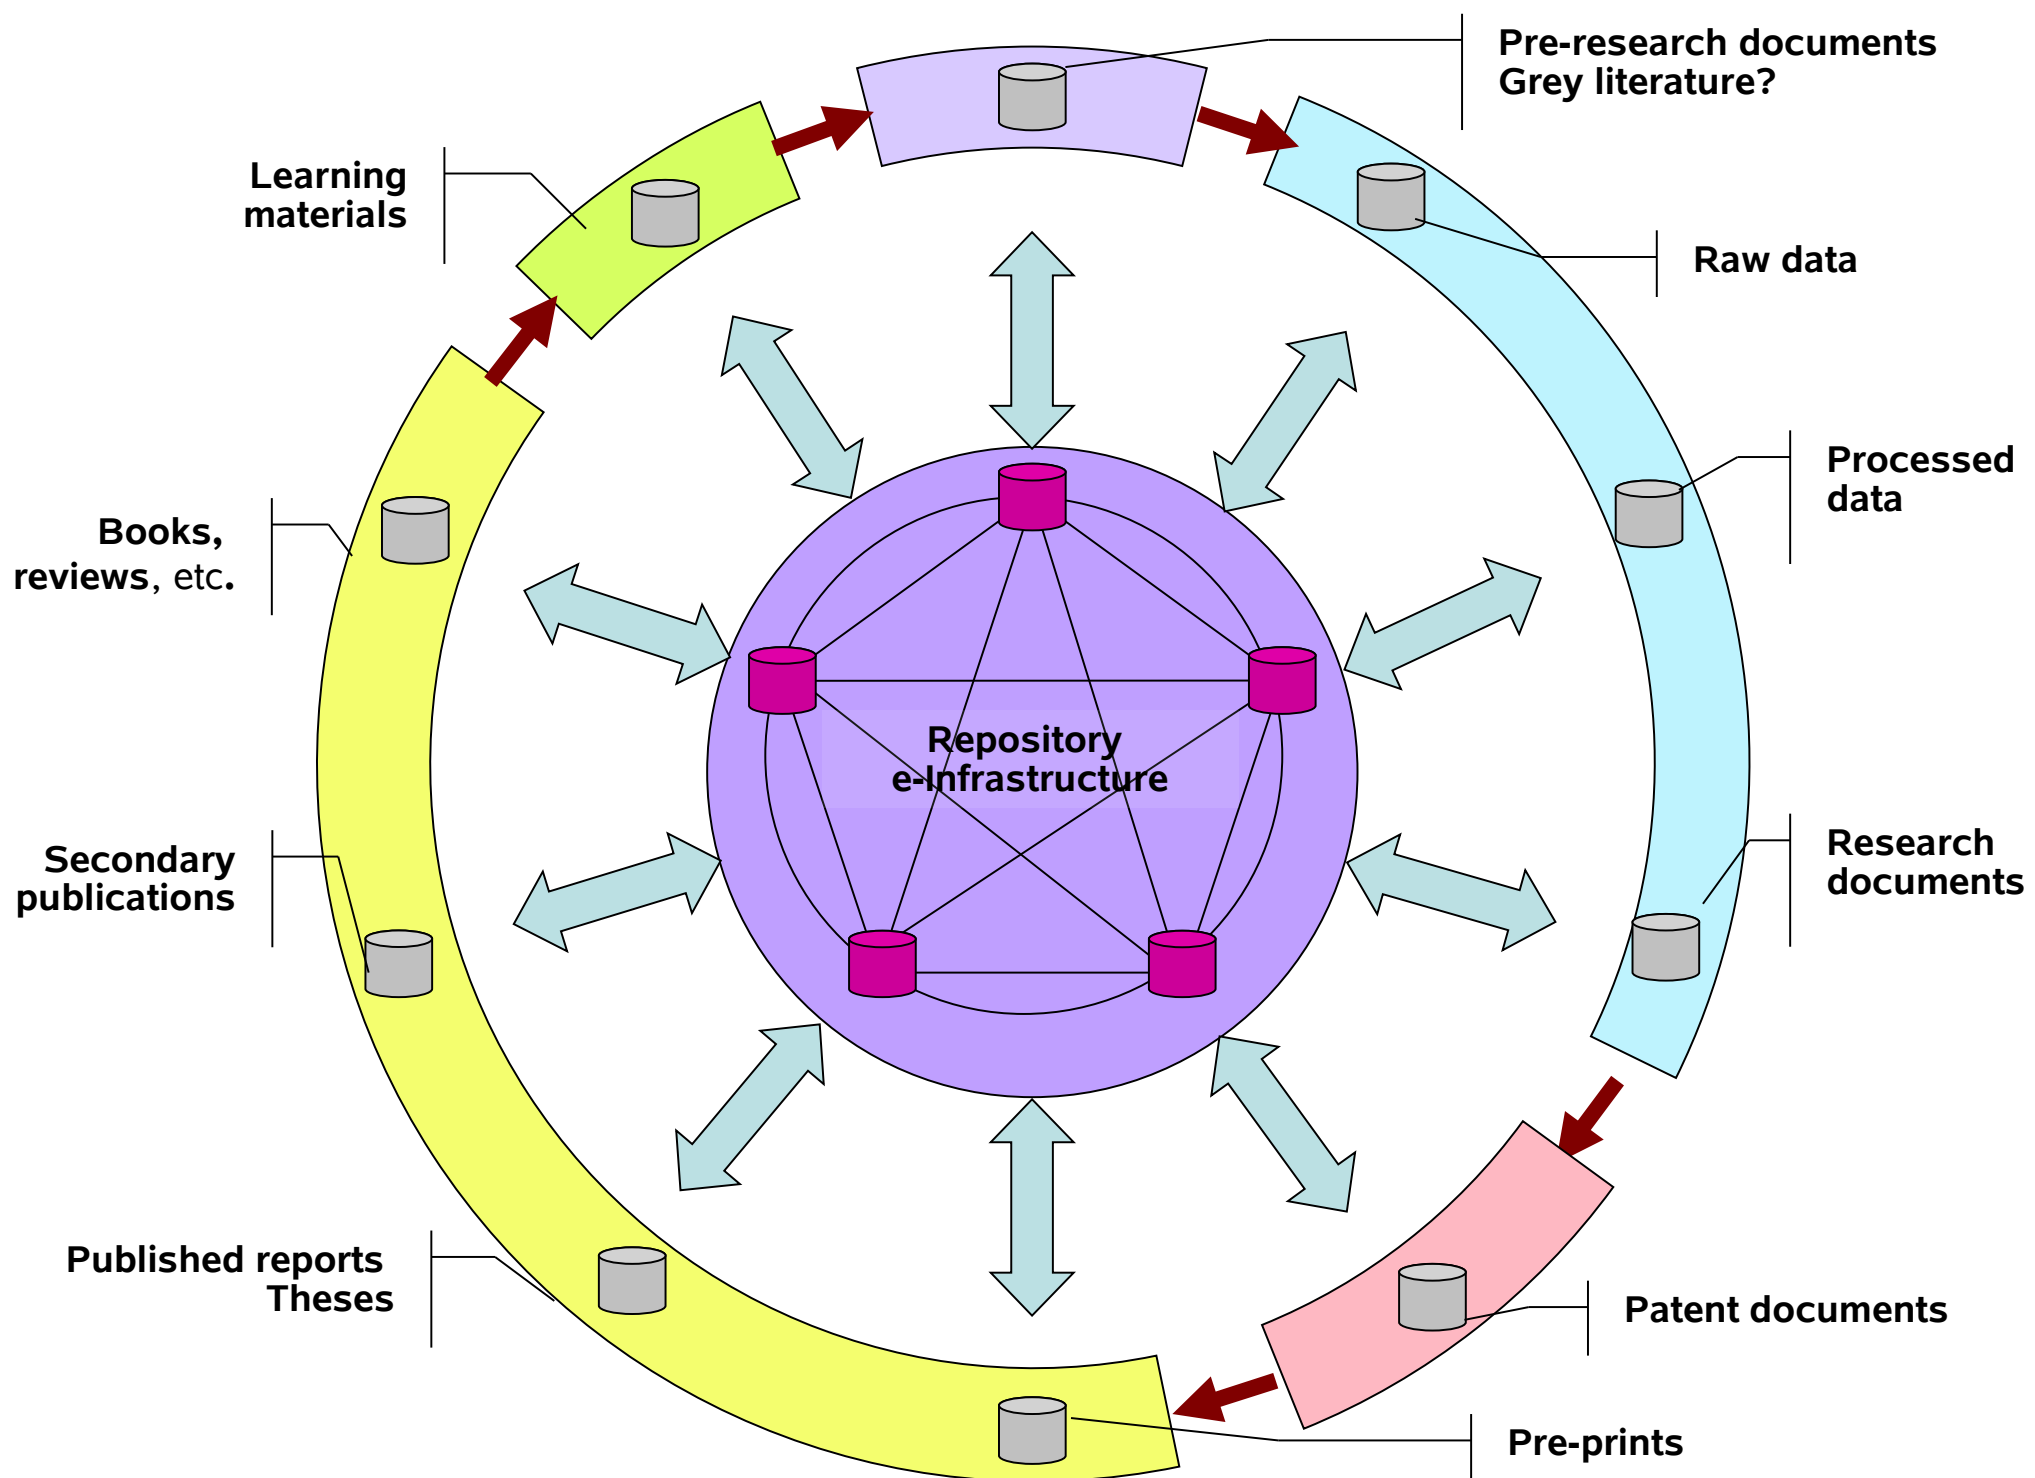 Pre-research documents
Grey literature?
Learning
materials
Raw data
Processed
data
Books,
reviews, etc.
Repository
e-Infrastructure
Secondary
publications
Research
documents
Published reports
Theses
Patent documents
Pre-prints